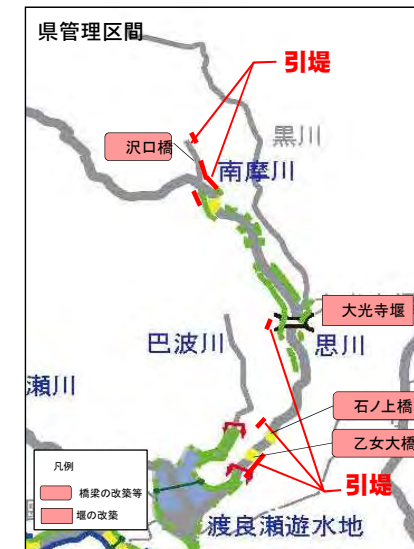 県管理区間
引堤
沢口橋
黒川
南摩川
大光寺堰
巴波川
思川
瀬川
石ノ上橋
乙女大橋
引堤
凡例
橋梁の改築等
堰の改築
渡良瀬遊水地